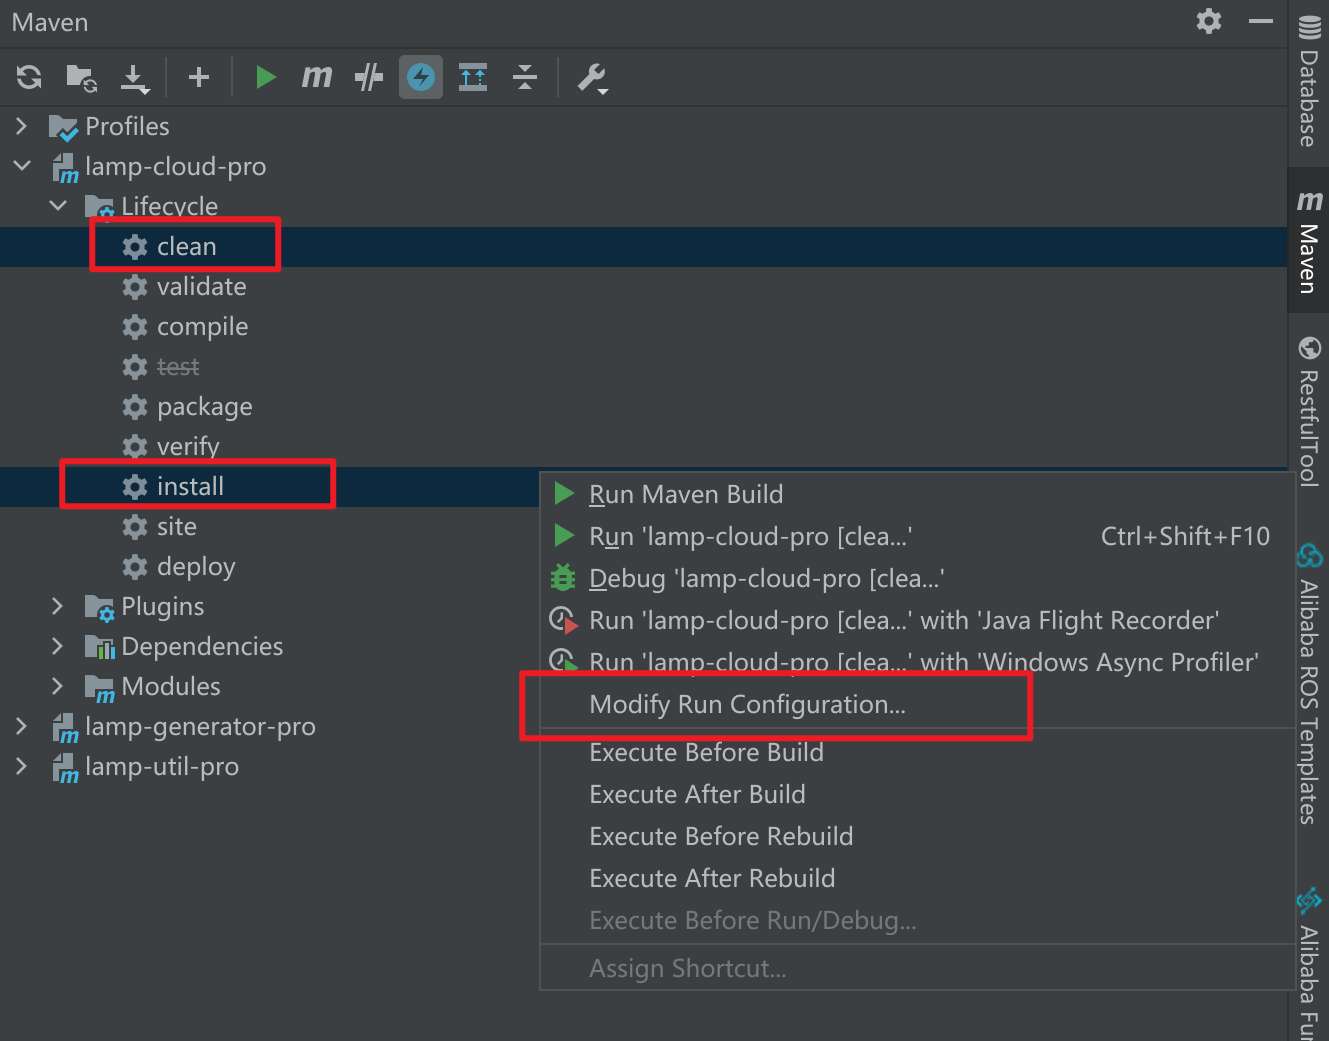 Maven
Profiles
lamp-cloud-pro
Lifecycle
clean
validate
compile
test
package
verify
install
site
deploy
Plugins
Dependencies
Modules
lamp-generator-pro
lamp-util-pro
Run Maven Build
Run 'lamp-cloud-pro [clea...' Ctrl+Shift+F10
Debug 'lamp-cloud-pro [clea...'
Run 'lamp-cloud-pro [clea...' with 'Java Flight Recorder'
Run 'lamp-cloud-pro [clea...' with 'Windows Async Profiler'
Modify Run Configuration...
Execute Before Build
Execute After Build
Execute Before Rebuild
Execute After Rebuild
Execute Before Run/Debug...
Assign Shortcut...
Database
Maven
RestfulTool
Alibaba ROS Templates
Alibaba Fun